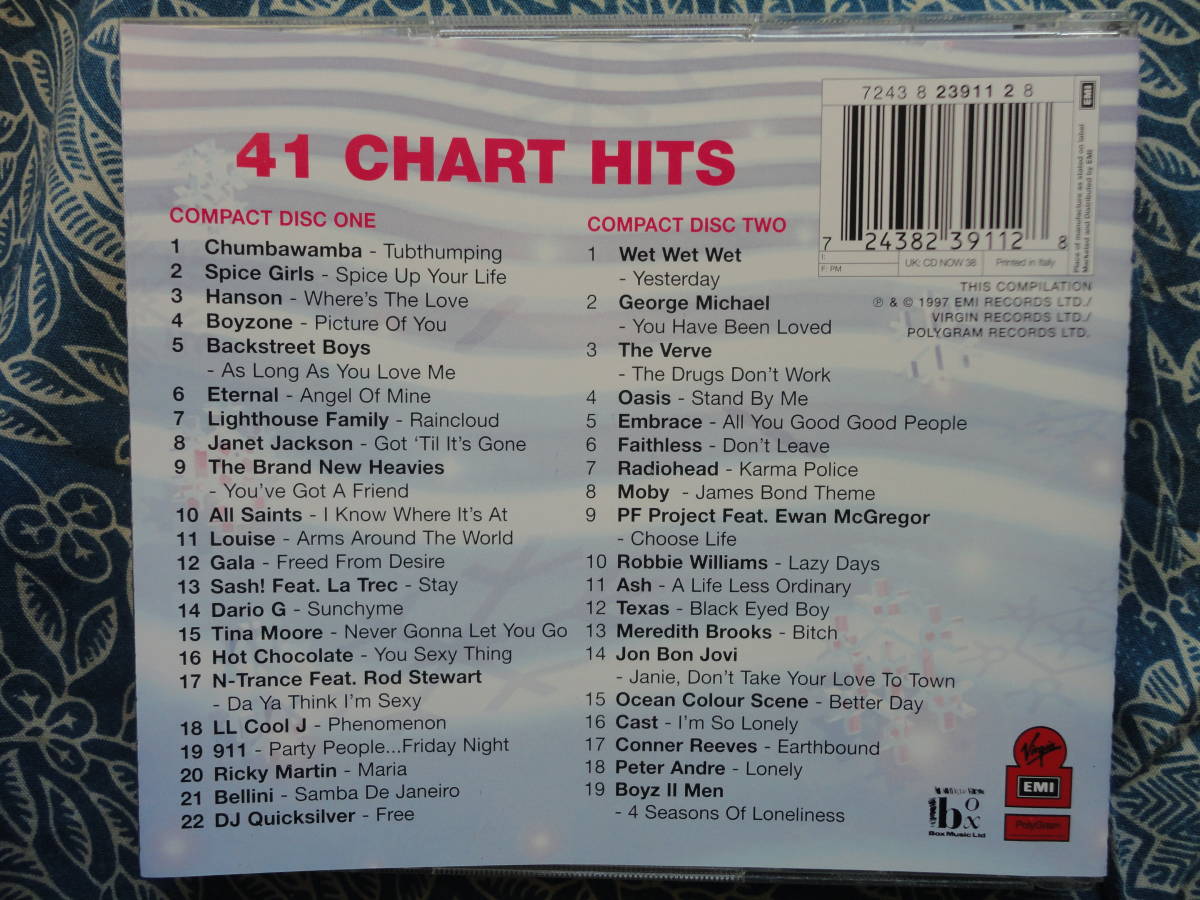 41 CHART HITS
COMPACT DISC ONE
1 Chumbawamba - Tubthumping
2 Spice Girls - Spice Up Your Life
3 Hanson - Where's The Love
4 Boyzone - Picture Of You
5 Backstreet Boys
- As Long As You Love Me
6 Eternal - Angel Of Mine
7 Lighthouse Family - Raincloud
8 Janet Jackson - Got 'Til It's Gone
9 The Brand New Heavies
- You've Got A Friend
10 All Saints - I Know Where It's At
11 Louise - Arms Around The World
12 Gala - Freed From Desire
13 Sash! Feat. La Trec - Stay
14 Dario G - Sunchyme
15 Tina Moore - Never Gonna Let You Go
16 Hot Chocolate - You Sexy Thing
17 N-Trance Feat. Rod Stewart
- Da Ya Think I'm Sexy
18 LL Cool J - Phenomenon
19 911 - Party People...Friday Night
20 Ricky Martin - Maria
21 Bellini - Samba De Janeiro
22 DJ Quicksilver - Free
COMPACT DISC TWO
1 Wet Wet Wet
- Yesterday
2 George Michael
- You Have Been Loved
3 The Verve
- The Drugs Don't Work
4 Oasis - Stand By Me
5 Embrace - All You Good Good People
6 Faithless - Don't Leave
7 Radiohead - Karma Police
8 Moby - James Bond Theme
9 PF Project Feat. Ewan McGregor
- Choose Life
10 Robbie Williams - Lazy Days
11 Ash - A Life Less Ordinary
12 Texas - Black Eyed Boy
13 Meredith Brooks - Bitch
14 Jon Bon Jovi
- Janie, Don't Take Your Love To Town
15 Ocean Colour Scene - Better Day
16 Cast - I'm So Lonely
17 Conner Reeves - Earthbound
18 Peter Andre - Lonely
19 Boyz II Men
- 4 Seasons Of Loneliness
7243 8 23911 2 8
7 24382 39112 8
I:
F: PM
UK: CD NOW 38
Printed in Italy
EMI
Place of manufacture as stated on label
Marketed and Distributed by EMI
THIS COMPILATION
℗ & © 1997 EMI RECORDS LTD./
VIRGIN RECORDS LTD./
POLYGRAM RECORDS LTD.
box
Box Music Ltd
Virgin
EMI
PolyGram